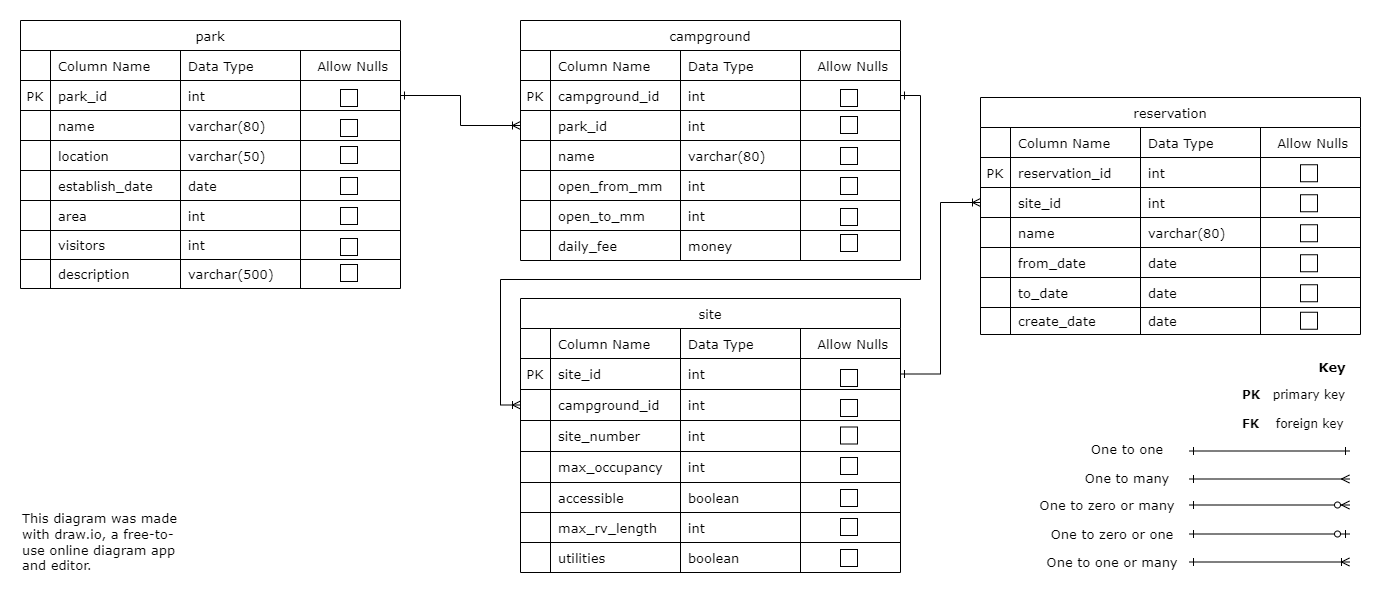 park
Column Name Data Type Allow Nulls
PK park_id int
name varchar(80)
location varchar(50)
establish_date date
area int
visitors int
description varchar(500)
campground
Column Name Data Type Allow Nulls
PK campground_id int
park_id int
name varchar(80)
open_from_mm int
open_to_mm int
daily_fee money
site
Column Name Data Type Allow Nulls
PK site_id int
campground_id int
site_number int
max_occupancy int
accessible boolean
max_rv_length int
utilities boolean
reservation
Column Name Data Type Allow Nulls
PK reservation_id int
site_id int
name varchar(80)
from_date date
to_date date
create_date date
Key
PK primary key
FK foreign key
One to one
One to many
One to zero or many
One to zero or one
One to one or many
This diagram was made
with draw.io, a free-to-
use online diagram app
and editor.